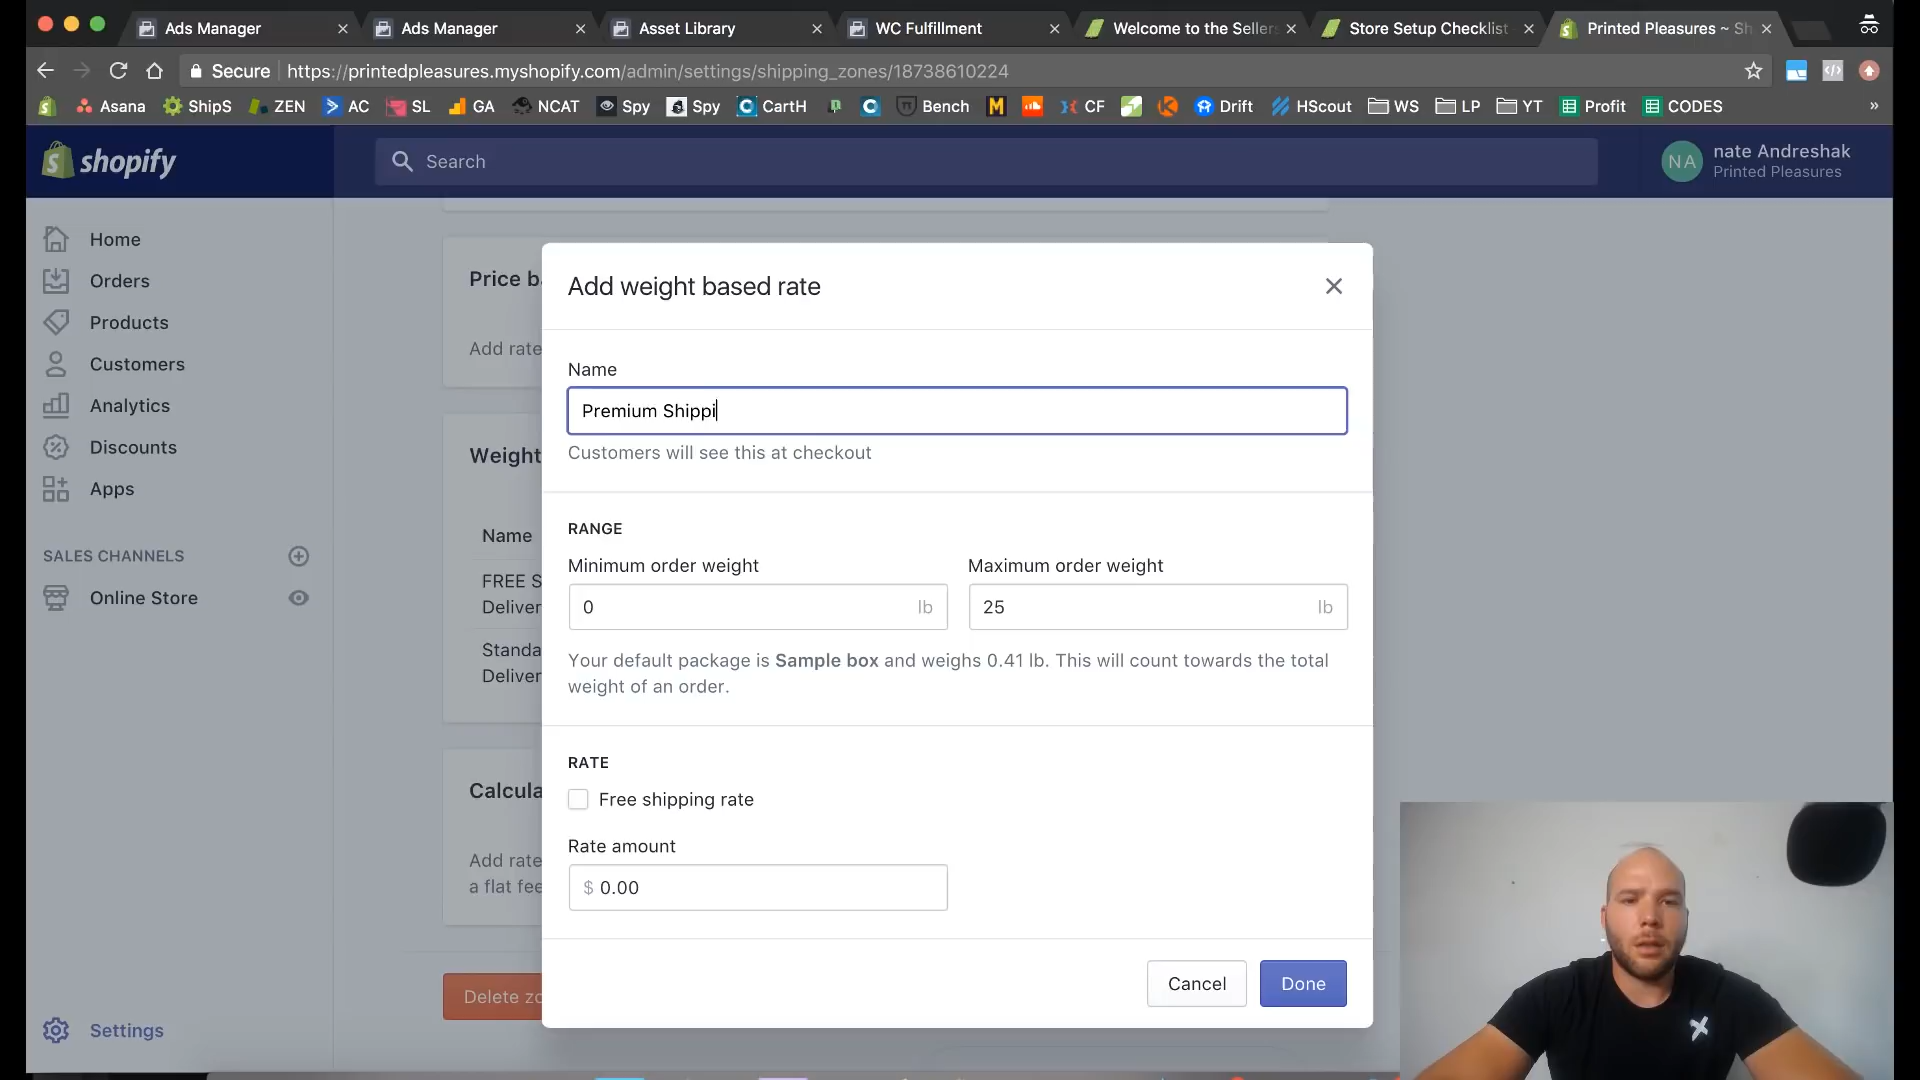 Ads Manager
Ads Manager
Asset Library
WC Fulfillment
Welcome to the Sellers
Store Setup Checklist
Printed Pleasures ~ Sh
Secure https://printedpleasures.myshopify.com/admin/settings/shipping_zones/18738610224
Asana ShipS ZEN AC SL GA NCAT Spy Spy CartH Bench CF Drift HScout WS LP YT Profit CODES »
shopify
Search
NA
nate Andreshak
Printed Pleasures
Home
Orders
Products
Customers
Analytics
Discounts
Apps
SALES CHANNELS
Online Store
Settings
Price b
Add rate
Weight
Name
FREE S
Deliver
Standa
Deliver
Calcula
Add rate
a flat fee
Delete zo
Add weight based rate
Name
Premium Shippi
Customers will see this at checkout
RANGE
Minimum order weight
Maximum order weight
0 lb
25 lb
Your default package is Sample box and weighs 0.41 lb. This will count towards the total
weight of an order.
RATE
Free shipping rate
Rate amount
$ 0.00
Cancel
Done